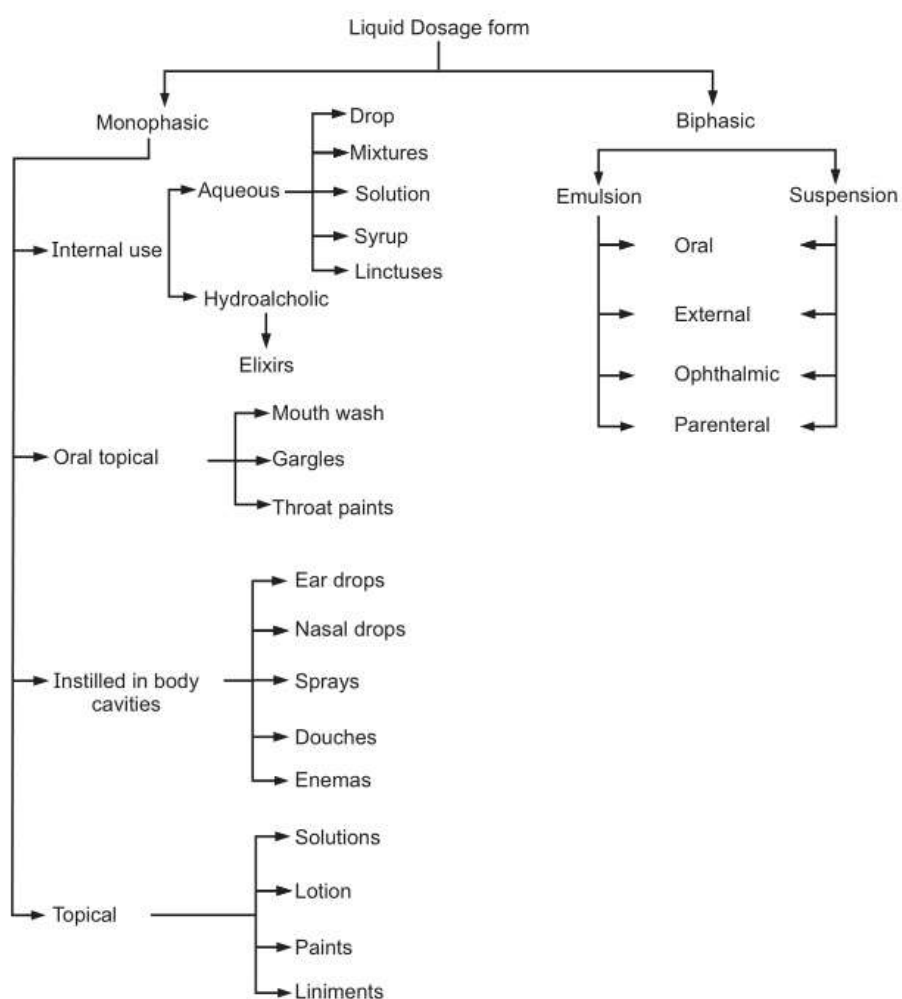 Liquid Dosage form
Monophasic
Biphasic
Internal use
Aqueous
Drop
Mixtures
Solution
Syrup
Linctuses
Hydroalcholic
Elixirs
Oral topical
Mouth wash
Gargles
Throat paints
Instilled in body
cavities
Ear drops
Nasal drops
Sprays
Douches
Enemas
Topical
Solutions
Lotion
Paints
Liniments
Emulsion
Suspension
Oral
External
Ophthalmic
Parenteral